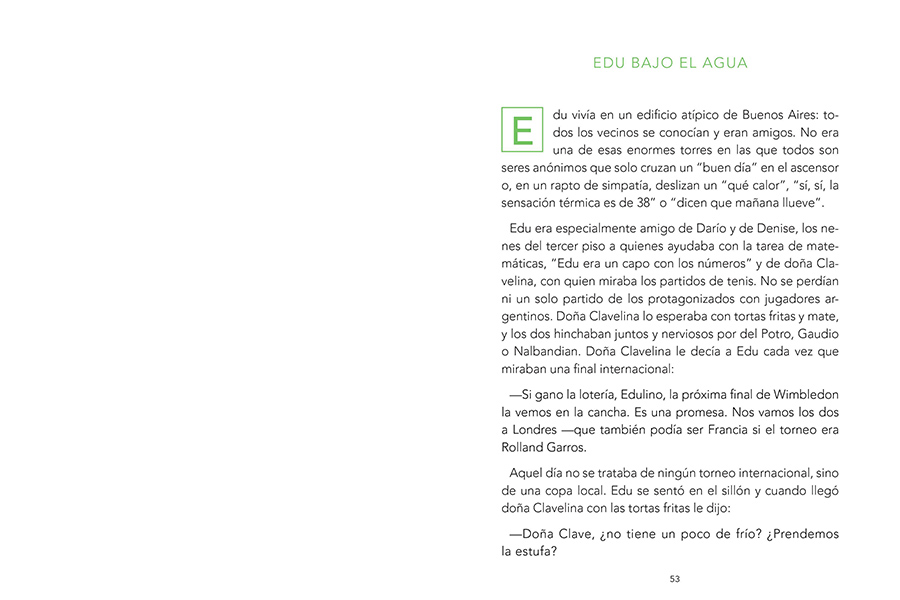 EDU BAJO EL AGUA
Edu vivía en un edificio atípico de Buenos Aires: to-
dos los vecinos se conocían y eran amigos. No era
una de esas enormes torres en las que todos son
seres anónimos que solo cruzan un “buen día” en el ascensor
o, en un rapto de simpatía, deslizan un “qué calor”, “sí, sí, la
sensación térmica es de 38” o “dicen que mañana llueve”.
Edu era especialmente amigo de Darío y de Denise, los ne-
nes del tercer piso a quienes ayudaba con la tarea de mate-
máticas, “Edu era un capo con los números” y de doña Cla-
velina, con quien miraba los partidos de tenis. No se perdían
ni un solo partido de los protagonizados con jugadores ar-
gentinos. Doña Clavelina lo esperaba con tortas fritas y mate,
y los dos hinchaban juntos y nerviosos por del Potro, Gaudio
o Nalbandian. Doña Clavelina le decía a Edu cada vez que
miraban una final internacional:
—Si gano la lotería, Edulino, la próxima final de Wimbledon
la vemos en la cancha. Es una promesa. Nos vamos los dos
a Londres —que también podía ser Francia si el torneo era
Rolland Garros.
Aquel día no se trataba de ningún torneo internacional, sino
de una copa local. Edu se sentó en el sillón y cuando llegó
doña Clavelina con las tortas fritas le dijo:
—Doña Clave, ¿no tiene un poco de frío? ¿Prendemos
la estufa?
53